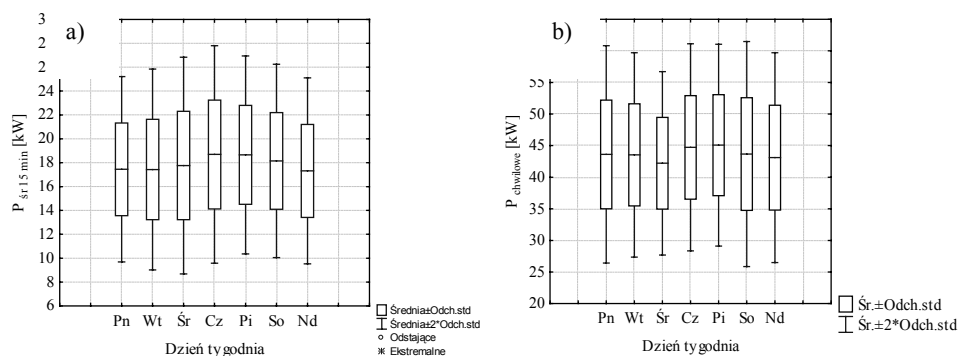 a)
3
2
2
24
22
20
18
16
14
12
10
8
6
P śr 15 min [kW]
Pn Wt Śr Cz Pi So Nd
Dzień tygodnia
Średnia±Odch.std
Średnia±2*Odch.std
Odstające
Ekstremalne
b)
55
50
45
40
35
30
25
20
P chwilowe [kW]
Pn Wt Śr Cz Pi So Nd
Dzień tygodnia
Śr.±Odch.std
Śr.±2*Odch.std